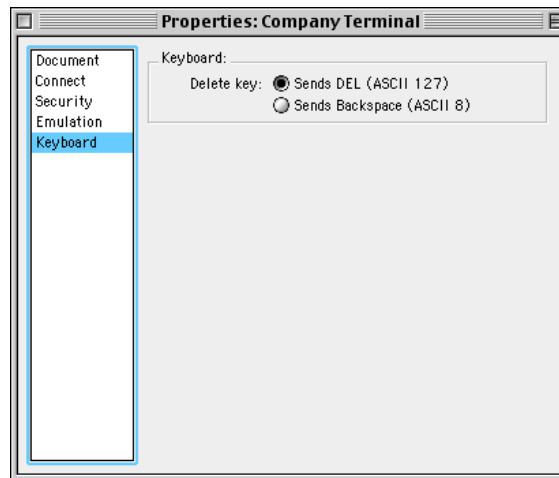 Properties: Company Terminal
Document
Connect
Security
Emulation
Keyboard
Keyboard:
Delete key: Sends DEL (ASCII 127)
Sends Backspace (ASCII 8)